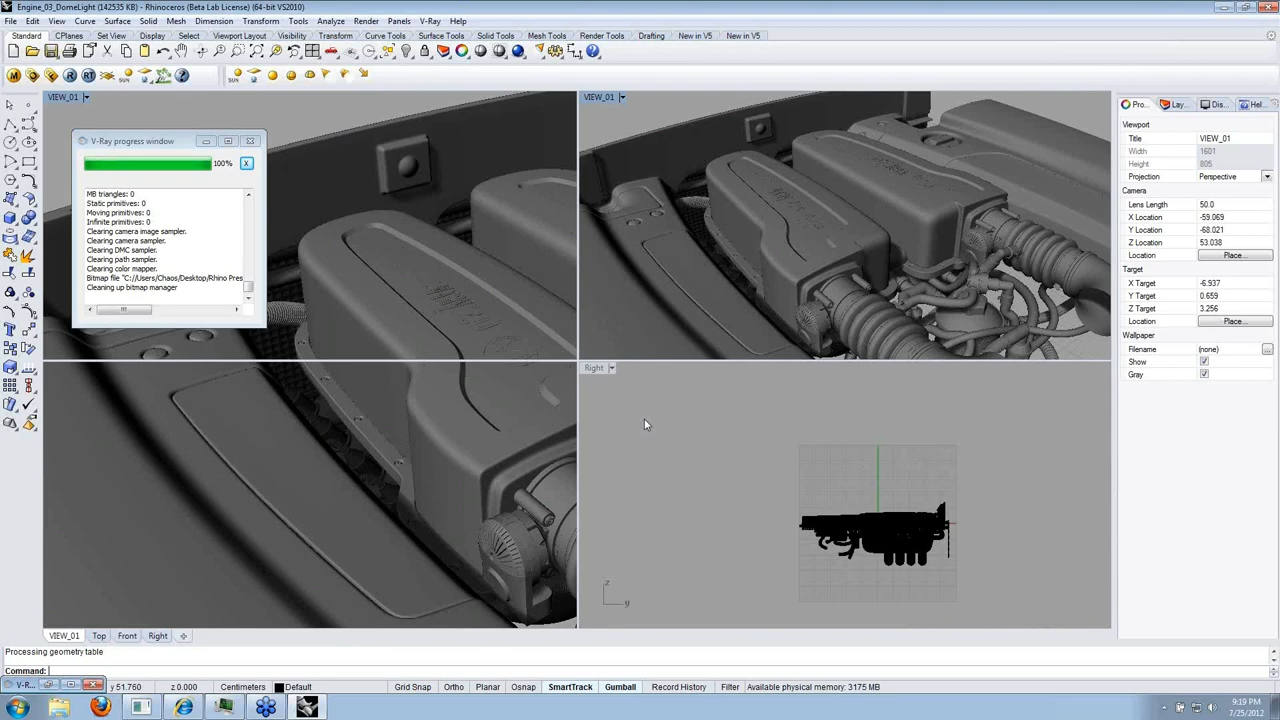 Engine_03_DomeLight (142535 KB) - Rhinoceros (Beta Lab License) (64-bit VS2010)
File Edit View Curve Surface Solid Mesh Dimension Transform Tools Analyze Render Panels V-Ray Help
Standard CPlanes Set View Display Select Viewport Layout Visibility Transform Curve Tools Surface Tools Solid Tools Mesh Tools Render Tools Drafting New in V5 New in V5
VIEW_01
VIEW_01
V-Ray progress window
100% X
MB triangles: 0
Static primitives: 0
Moving primitives: 0
Infinite primitives: 0
Clearing camera image sampler.
Clearing camera sampler.
Clearing DMC sampler.
Clearing path sampler.
Clearing color mapper.
Bitmap file "C://Users/Chaos/Desktop/Rhino Pres
Cleaning up bitmap manager
Right
z
y
Pro... Lay... Dis... Hel
Viewport
Title VIEW_01
Width 1601
Height 805
Projection Perspective
Camera
Lens Length 50.0
X Location -59.069
Y Location -68.021
Z Location 53.038
Location Place...
Target
X Target -6.937
Y Target 0.659
Z Target 3.256
Location Place...
Wallpaper
Filename (none) ...
Show
Gray
VIEW_01 Top Front Right
Processing geometry table
Command:
V-R... y 51.760 z 0.000 Centimeters Default Grid Snap Ortho Planar Osnap SmartTrack Gumball Record History Filter Available physical memory: 3175 MB
9:19 PM
7/25/2012